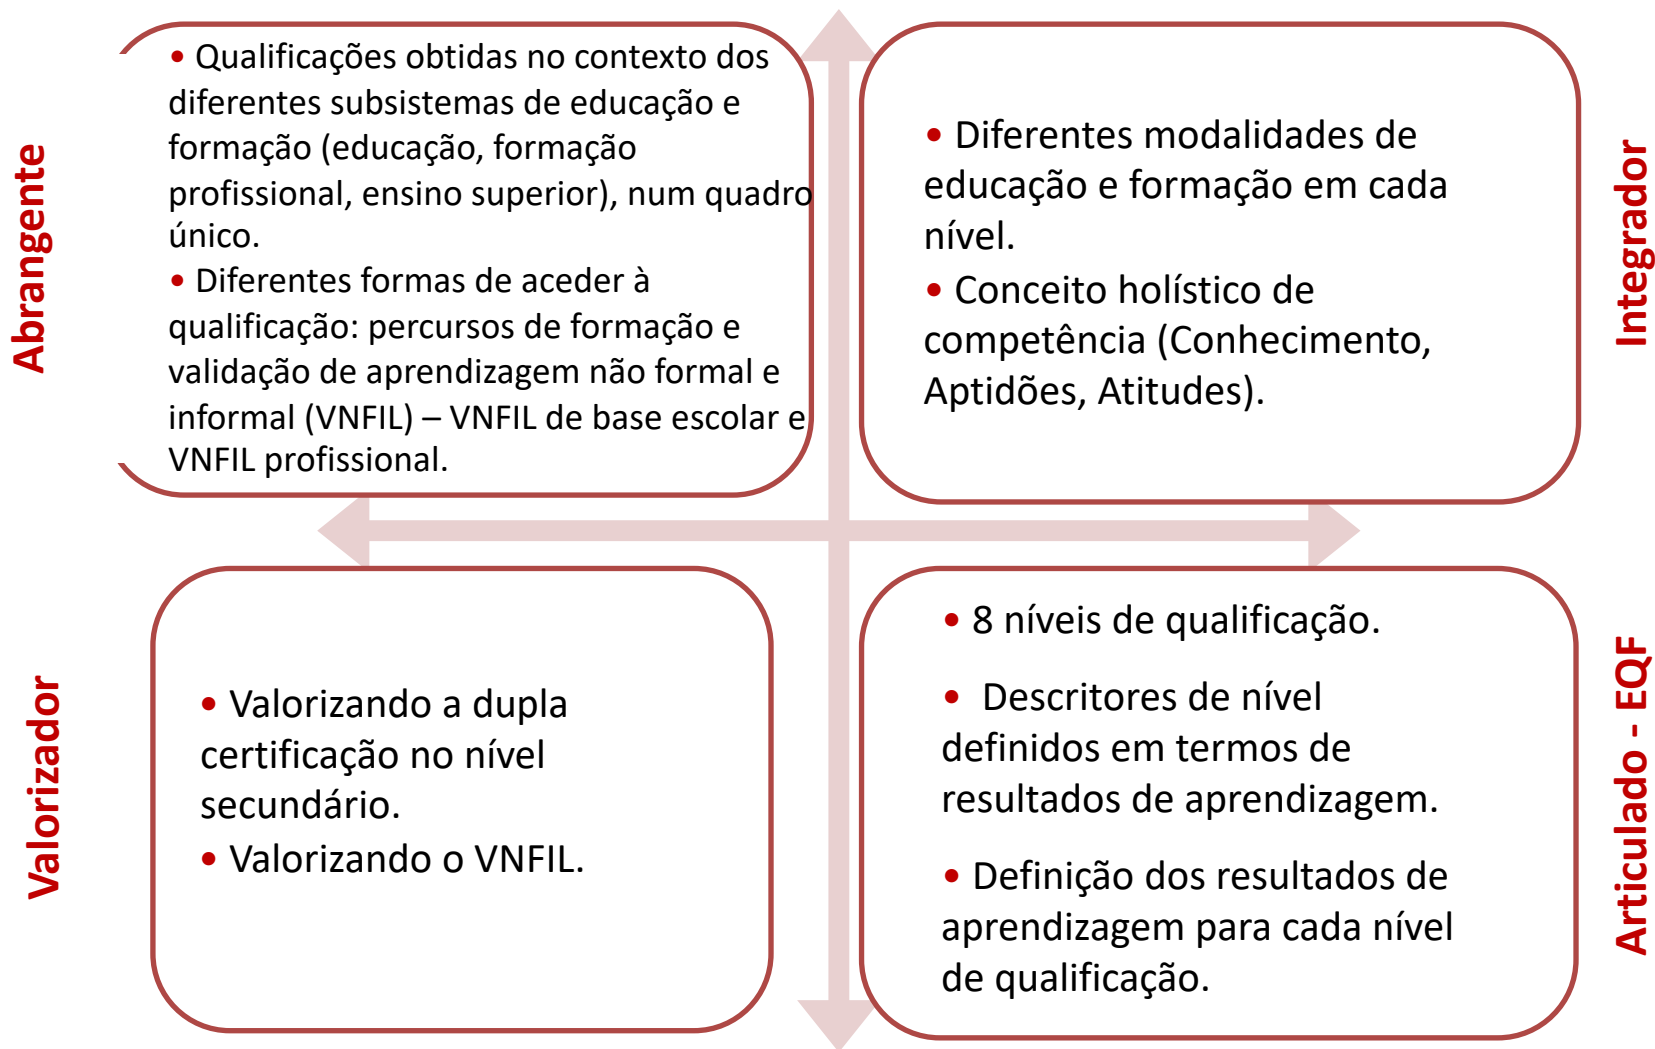 Abrangente
• Qualificações obtidas no contexto dos
diferentes subsistemas de educação e
formação (educação, formação
profissional, ensino superior), num quadro
único.
• Diferentes formas de aceder à
qualificação: percursos de formação e
validação de aprendizagem não formal e
informal (VNFIL) – VNFIL de base escolar e
VNFIL profissional.
Integrador
• Diferentes modalidades de
educação e formação em cada
nível.
• Conceito holístico de
competência (Conhecimento,
Aptidões, Atitudes).
Valorizador
• Valorizando a dupla
certificação no nível
secundário.
• Valorizando o VNFIL.
Articulado - EQF
• 8 níveis de qualificação.
• Descritores de nível
definidos em termos de
resultados de aprendizagem.
• Definição dos resultados de
aprendizagem para cada nível
de qualificação.